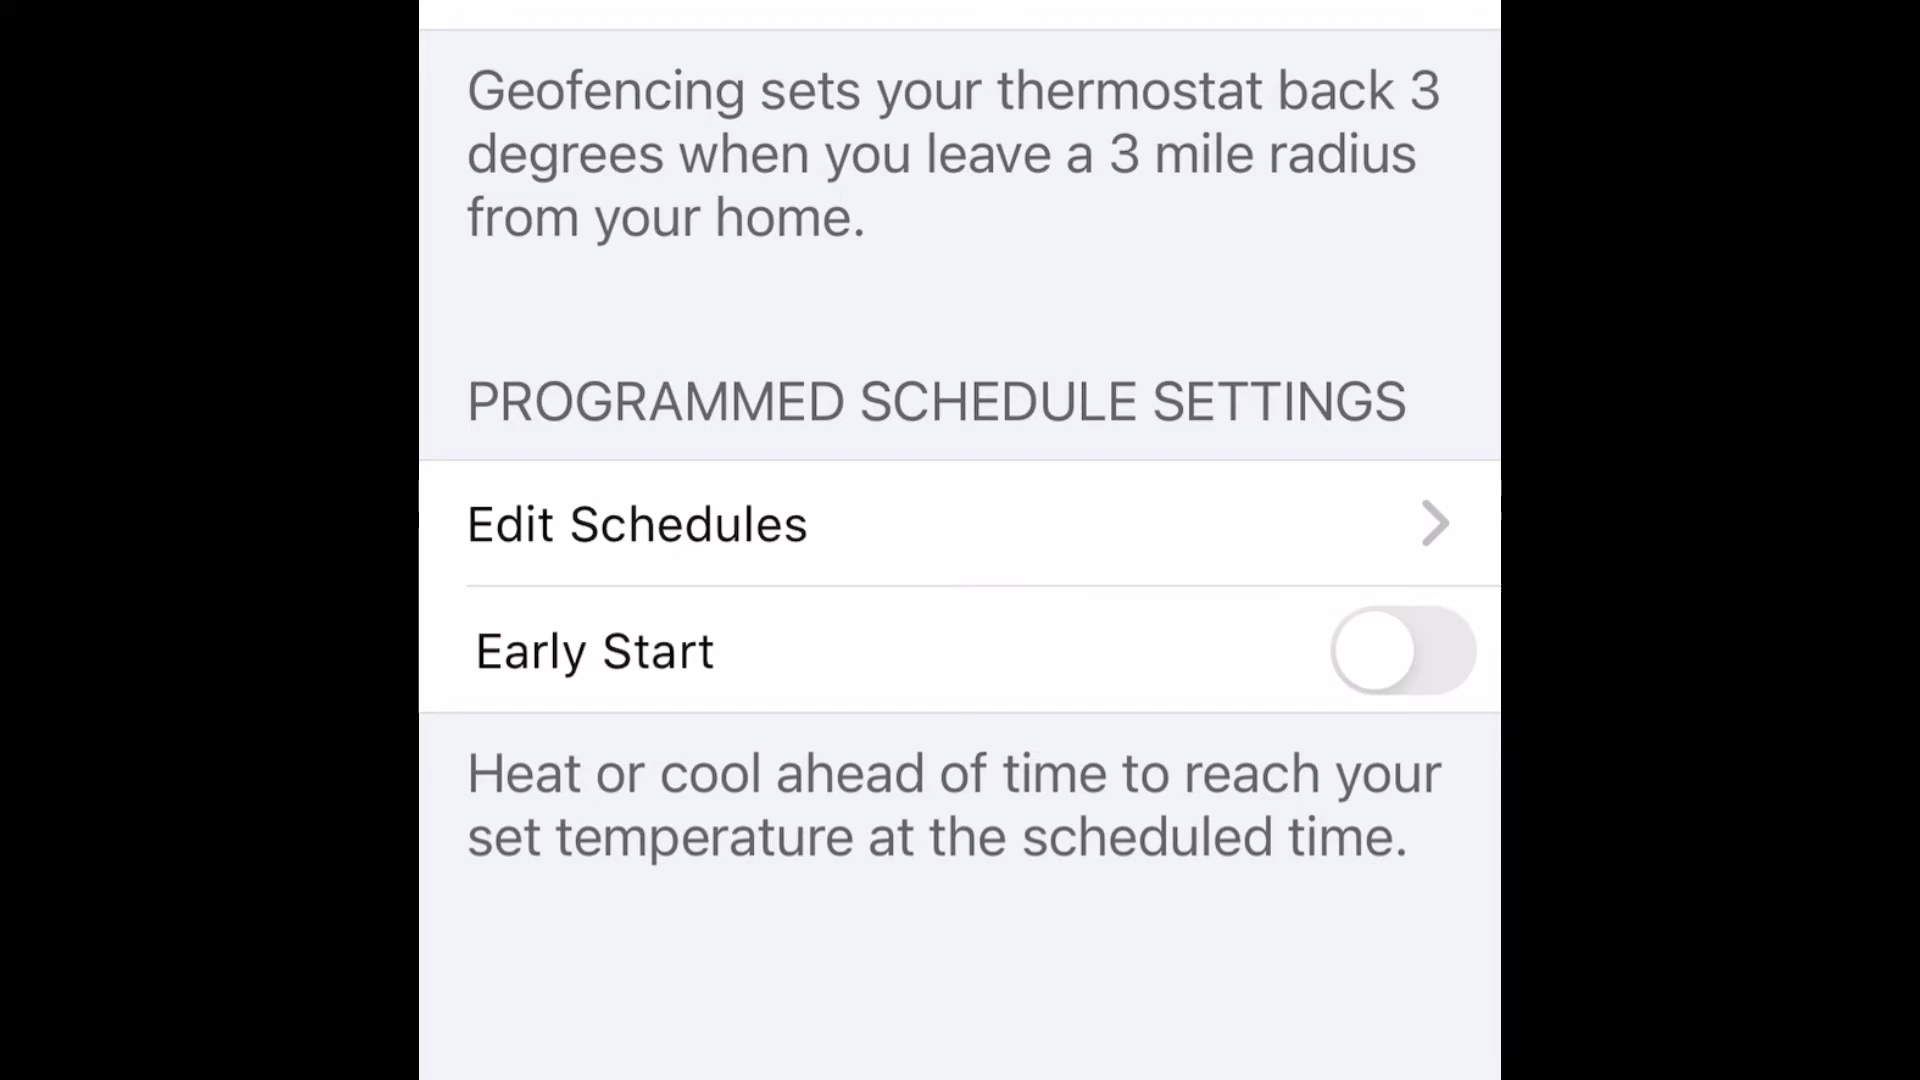 Geofencing sets your thermostat back 3
degrees when you leave a 3 mile radius
from your home.
PROGRAMMED SCHEDULE SETTINGS
Edit Schedules
Early Start
Heat or cool ahead of time to reach your
set temperature at the scheduled time.